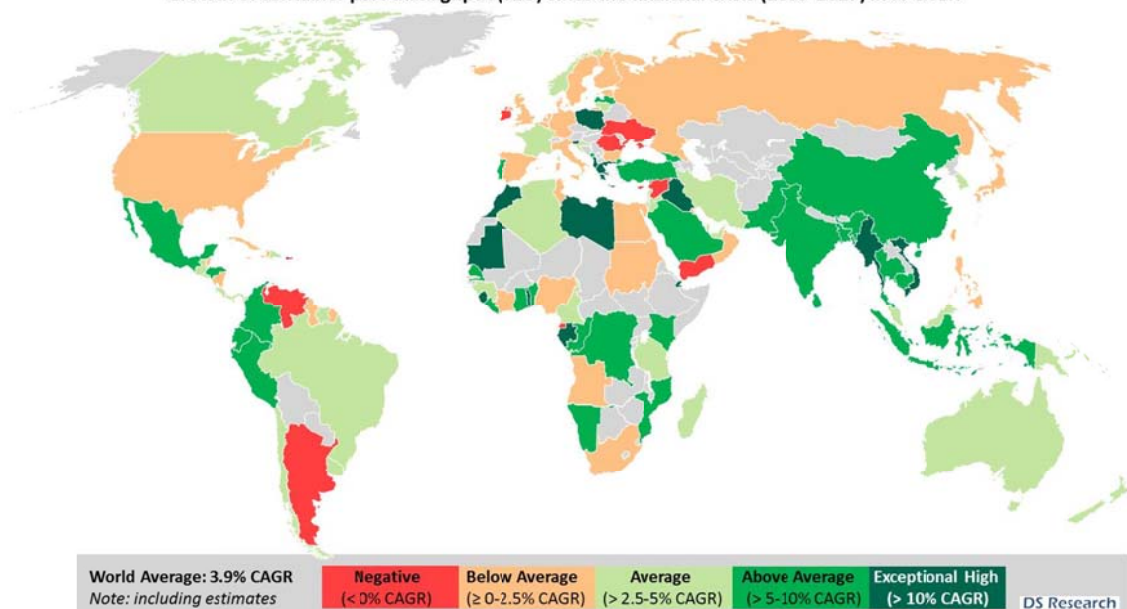 World Average: 3.9% CAGR
Note: including estimates
Negative
(< 0% CAGR)
Below Average
(≥ 0-2.5% CAGR)
Average
(> 2.5-5% CAGR)
Above Average
(> 5-10% CAGR)
Exceptional High
(> 10% CAGR)
DS Research